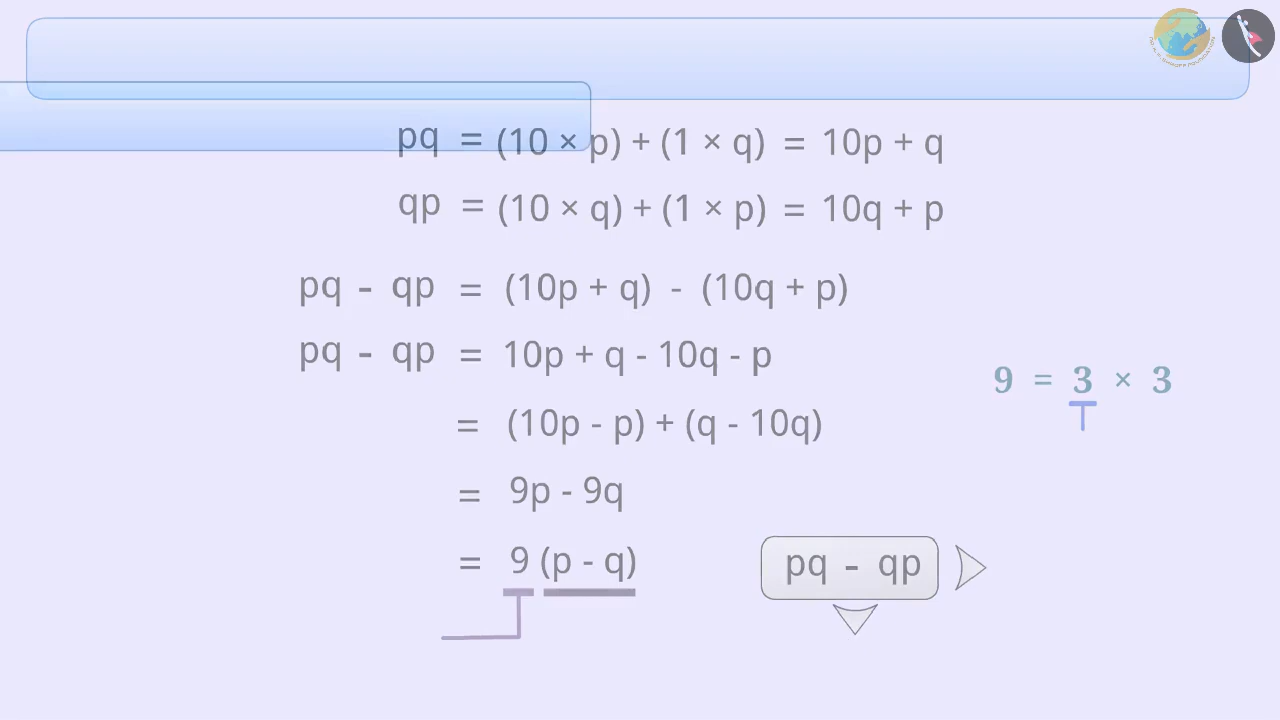 pq = (10 × p) + (1 × q) = 10p + q
qp = (10 × q) + (1 × p) = 10q + p
pq - qp = (10p + q) - (10q + p)
pq - qp = 10p + q - 10q - p
9 = 3 × 3
= (10p - p) + (q - 10q)
= 9p - 9q
= 9 (p - q)
pq - qp